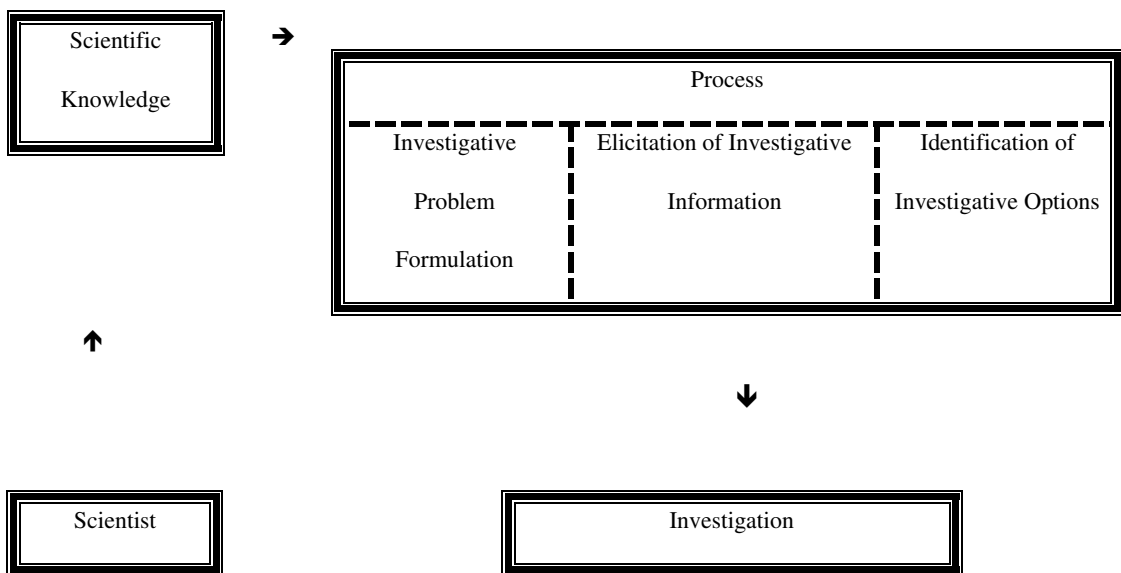 Scientific
Knowledge
➔
Process
Investigative
Problem
Formulation
Elicitation of Investigative
Information
Identification of
Investigative Options
Scientist
Investigation